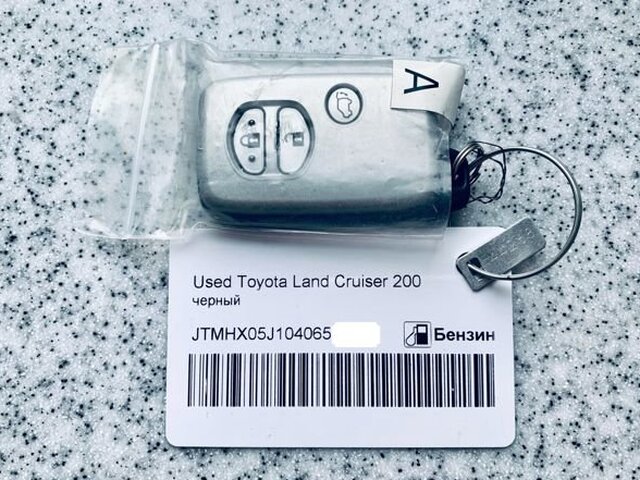 A
Used Toyota Land Cruiser 200
черный
JTMHX05J104065
Бензин